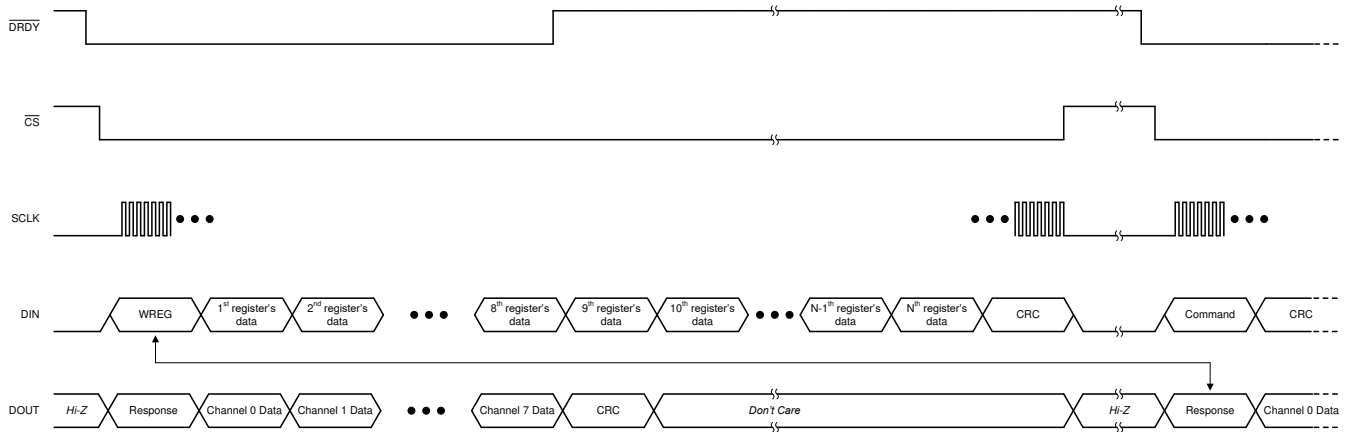 DRDY
CS
SCLK
DIN
WREG
1st register's
data
2nd register's
data
8th register's
data
9th register's
data
10th register's
data
N-1th register's
data
Nth register's
data
CRC
Command
CRC
DOUT
Hi-Z
Response
Channel 0 Data
Channel 1 Data
Channel 7 Data
CRC
Don't Care
Hi-Z
Response
Channel 0 Data